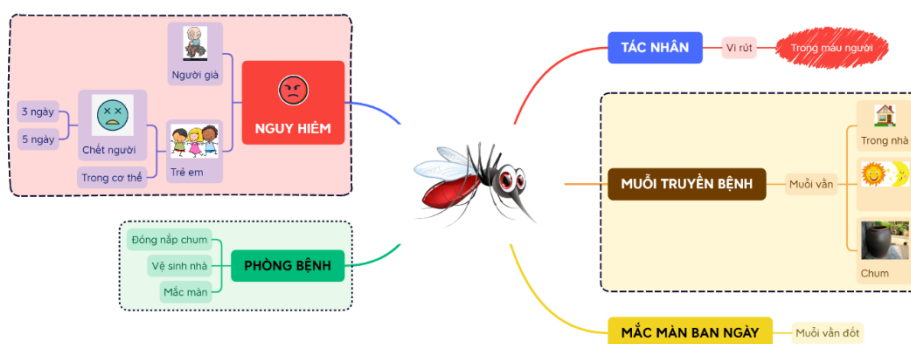 Người già
NGUY HIỂM
3 ngày
5 ngày
Chết người
Trong cơ thể
Trẻ em
Đóng nắp chum
Vệ sinh nhà
Mắc màn
PHÒNG BỆNH
TÁC NHÂN
Vi rút
Trong máu người
MUỖI TRUYỀN BỆNH
Muỗi vằn
Trong nhà
Chum
MẮC MÀN BAN NGÀY
Muỗi vằn đốt